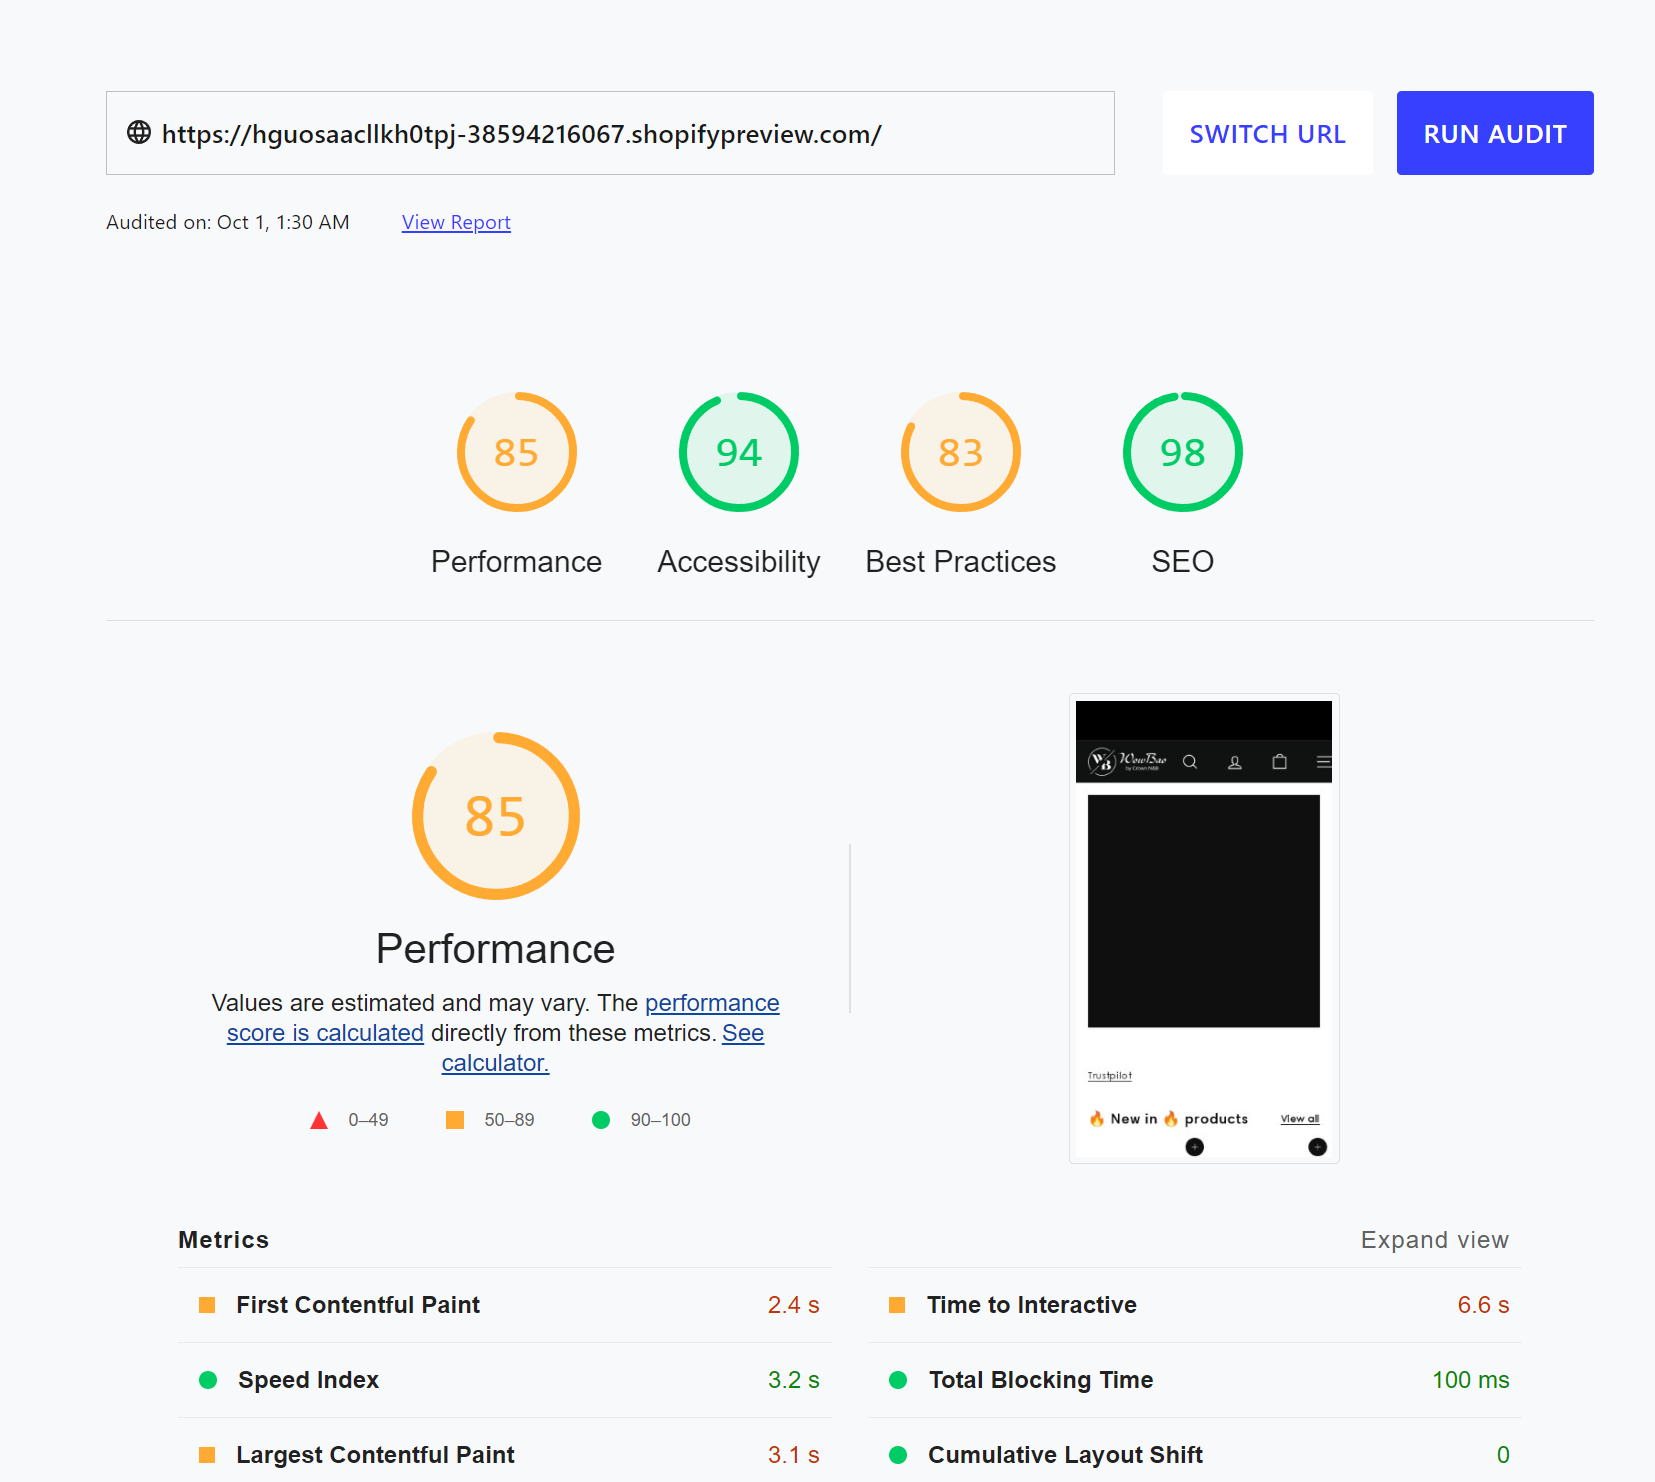 https://hguosaacllkh0tpj-38594216067.shopifypreview.com/
SWITCH URL
RUN AUDIT
Audited on: Oct 1, 1:30 AM
View Report
85
94
83
98
Performance
Accessibility
Best Practices
SEO
85
Performance
Values are estimated and may vary. The performance
score is calculated directly from these metrics. See
calculator.
0–49
50–89
90–100
WB
WowBao
by Crown N&B
Trustpilot
🔥 New in 🔥 products
View all
Metrics
Expand view
First Contentful Paint
2.4 s
Time to Interactive
6.6 s
Speed Index
3.2 s
Total Blocking Time
100 ms
Largest Contentful Paint
3.1 s
Cumulative Layout Shift
0